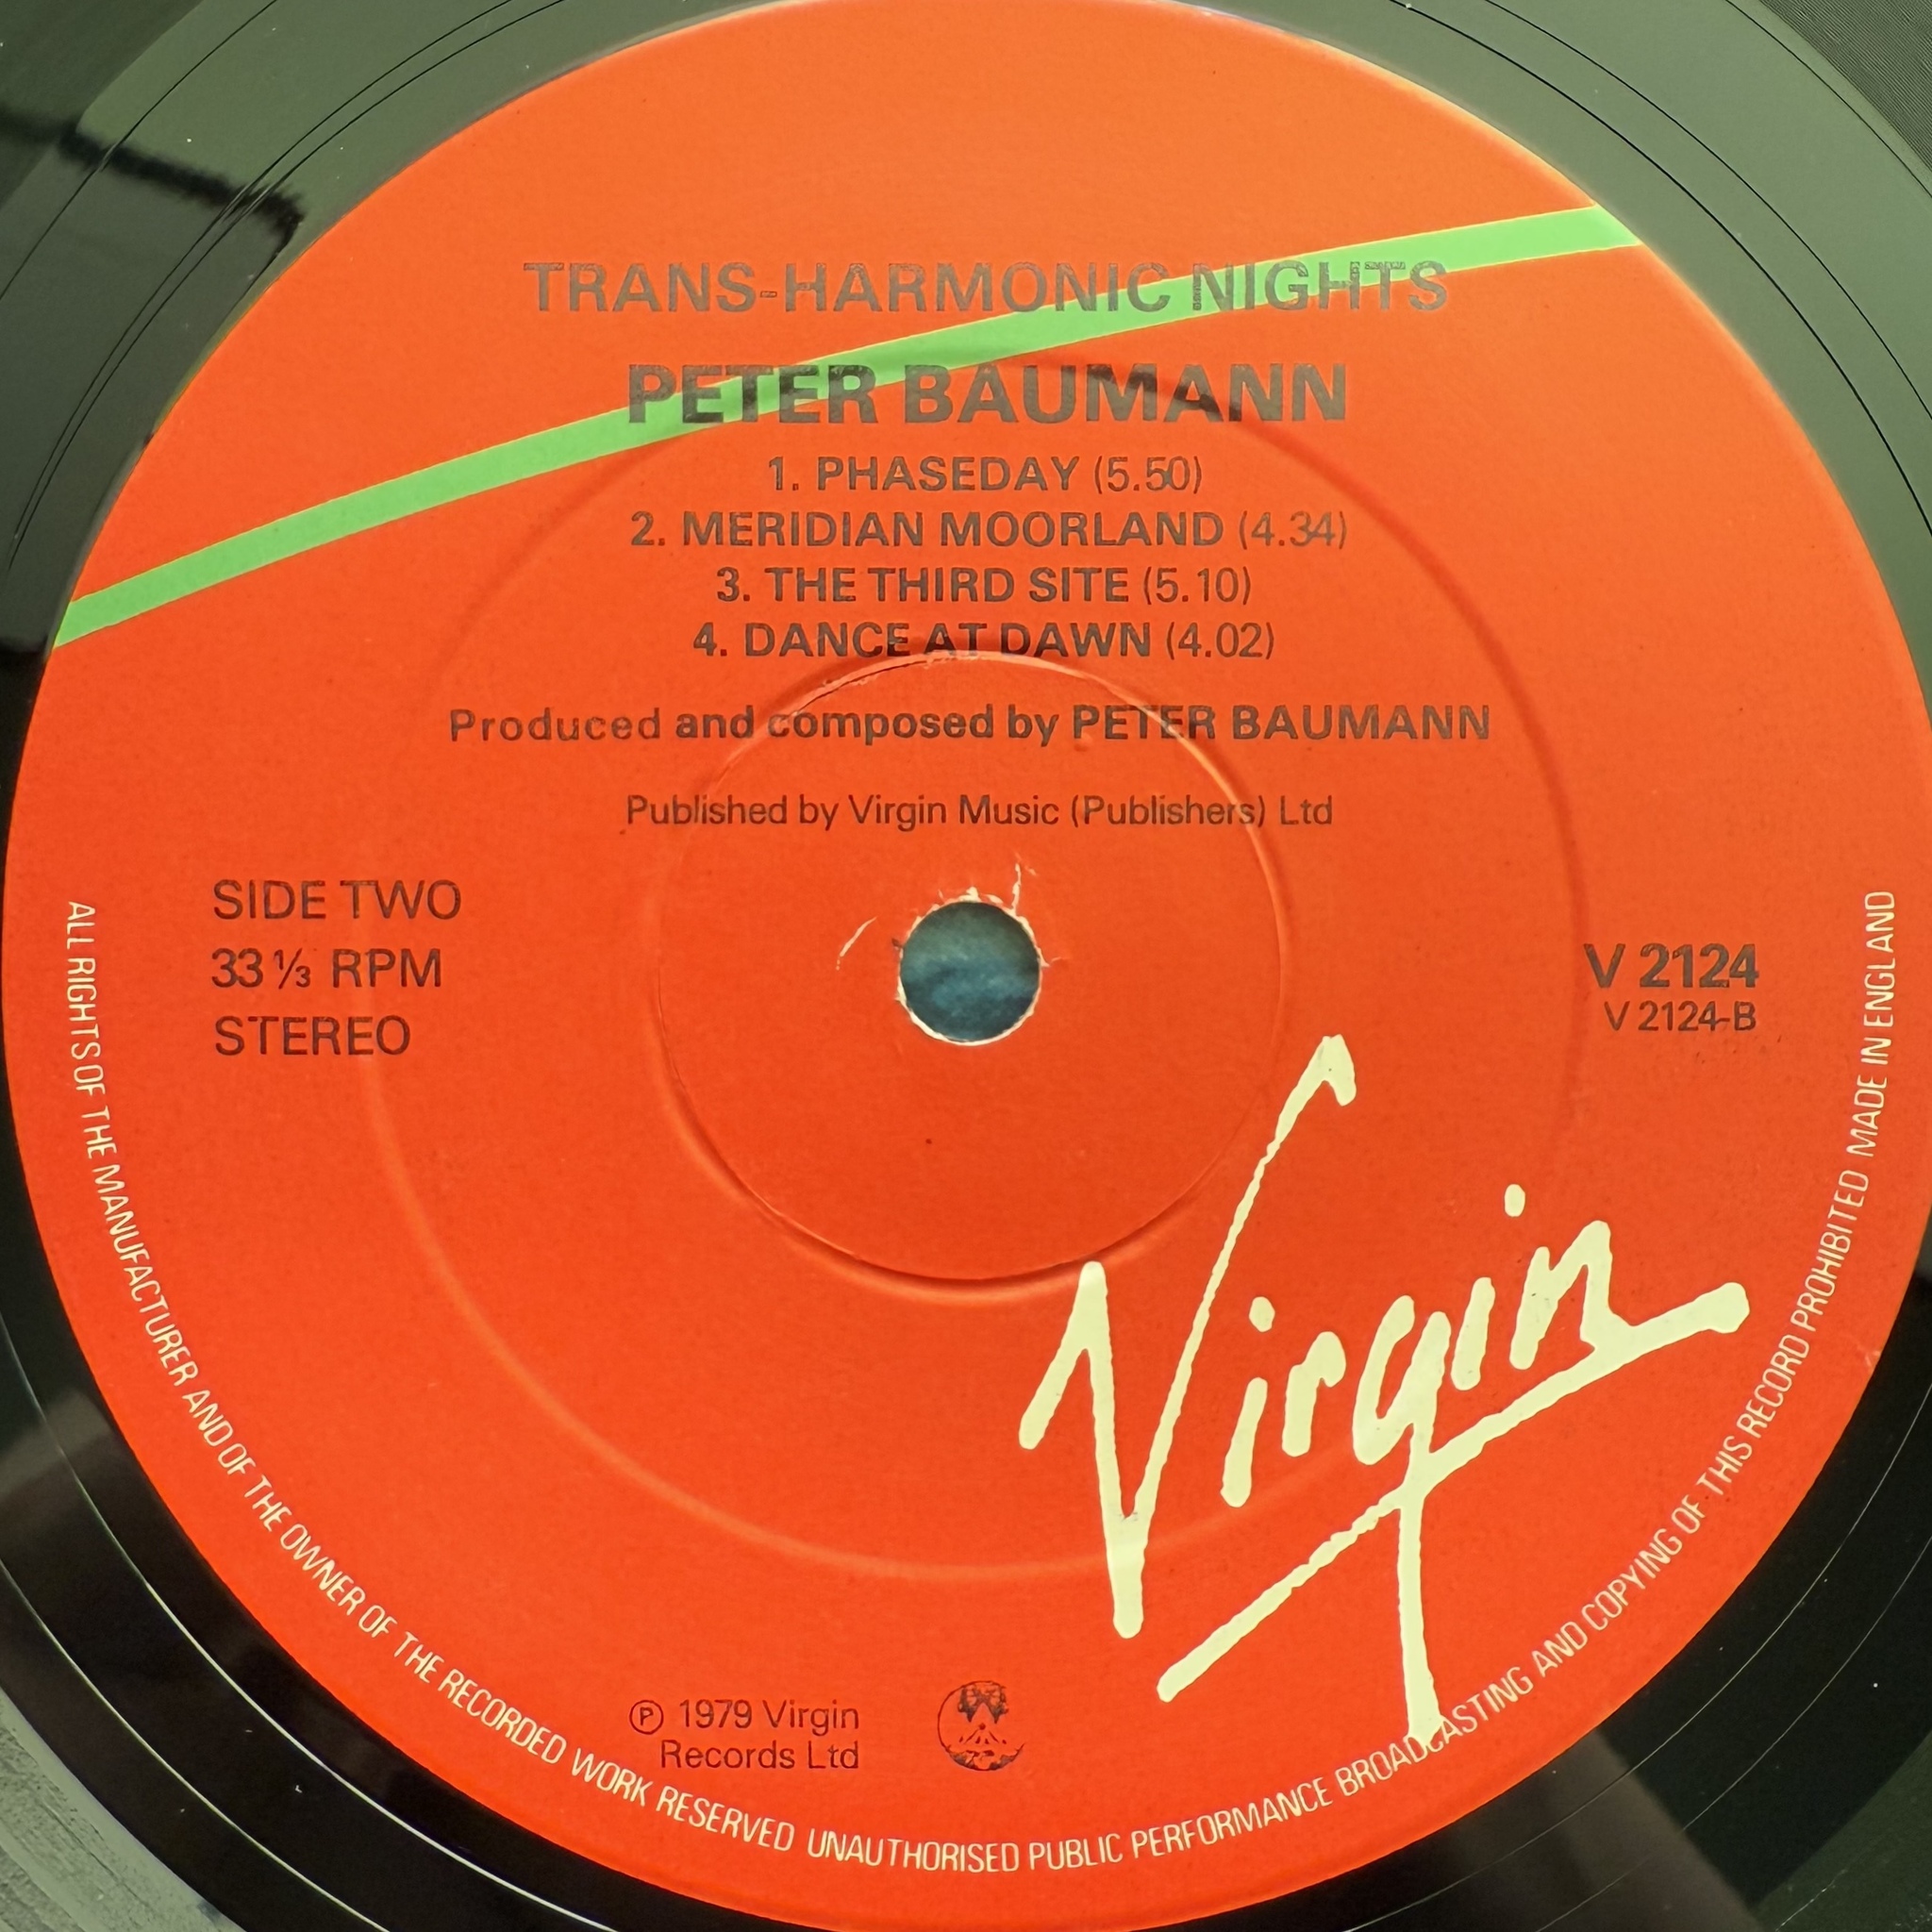 TRANS-HARMONIC NIGHTS
PETER BAUMANN
1. PHASEDAY (5.50)
2. MERIDIAN MOORLAND (4.34)
3. THE THIRD SITE (5.10)
4. DANCE AT DAWN (4.02)
Produced and composed by PETER BAUMANN
Published by Virgin Music (Publishers) Ltd
SIDE TWO
33 ⅓ RPM
STEREO
V 2124
V 2124-B
Virgin
Ⓟ 1979 Virgin
Records Ltd
ALL RIGHTS OF THE MANUFACTURER AND OF THE OWNER OF THE RECORDED WORK RESERVED UNAUTHORISED PUBLIC PERFORMANCE BROADCASTING AND COPYING OF THIS RECORD PROHIBITED MADE IN ENGLAND